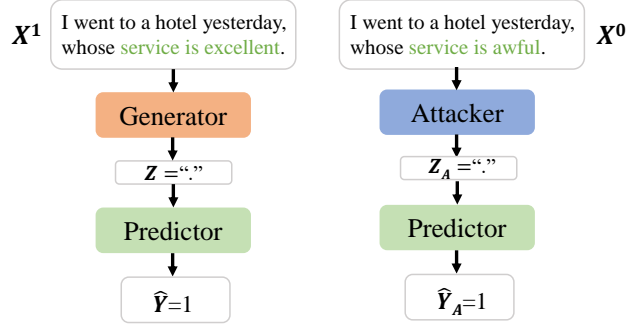 X¹
I went to a hotel yesterday,
whose service is excellent.
Generator
Z =“.”
Predictor
Ŷ=1
I went to a hotel yesterday,
whose service is awful.
X⁰
Attacker
Z_A =“.”
Predictor
Ŷ_A=1